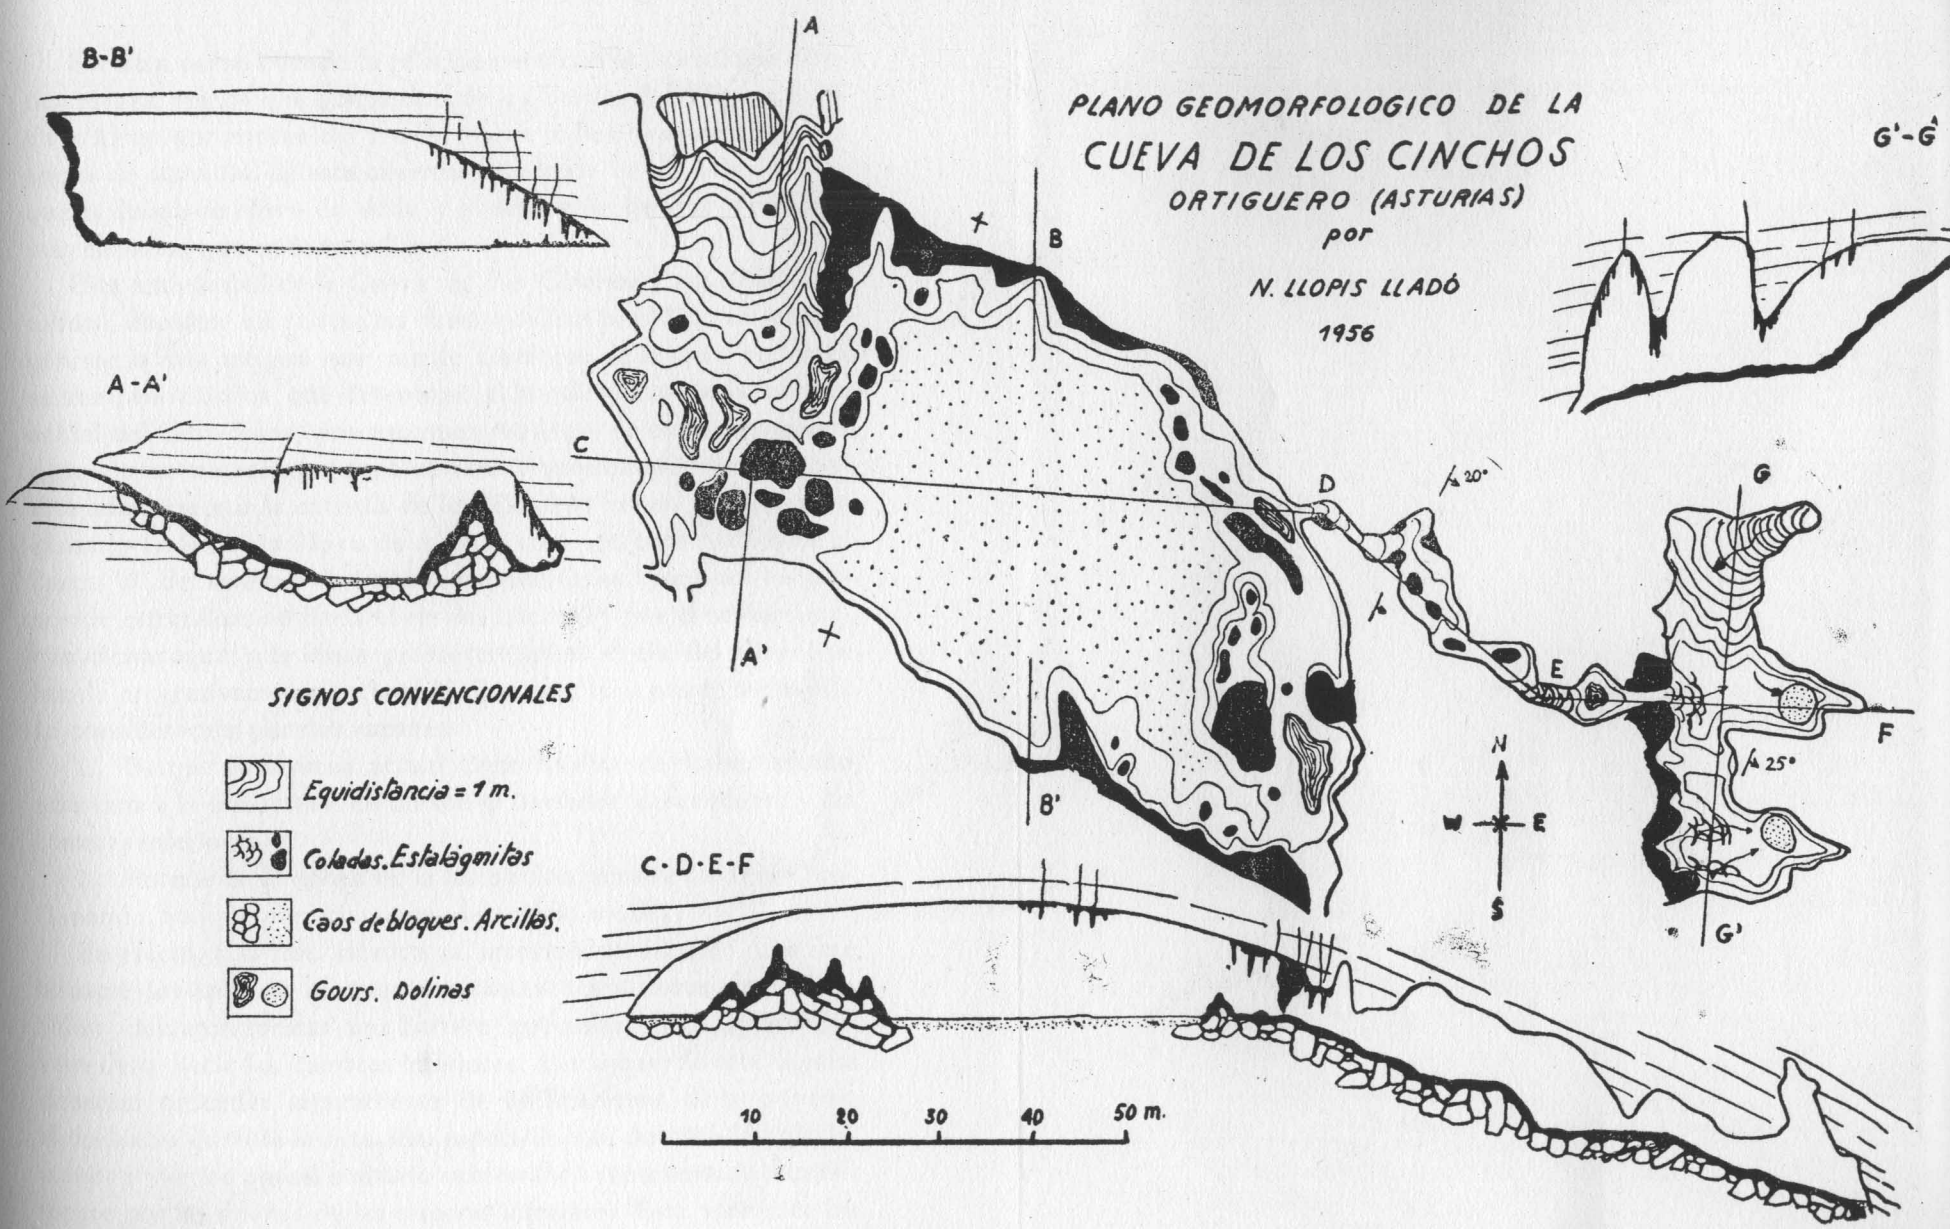 PLANO GEOMORFOLOGICO DE LA
CUEVA DE LOS CINCHOS
ORTIGUERO (ASTURIAS)
por
N. LLOPIS LLADÓ
1956
B-B'
A-A'
G'-G'
A
B
C
D
20°
G
E
F
25°
A'
B'
G'
N
W E
S
SIGNOS CONVENCIONALES
Equidistancia = 1 m.
Coladas. Estalágmitas
Caos de bloques. Arcillas.
Gours. Dolinas
C-D-E-F
10 20 30 40 50 m.